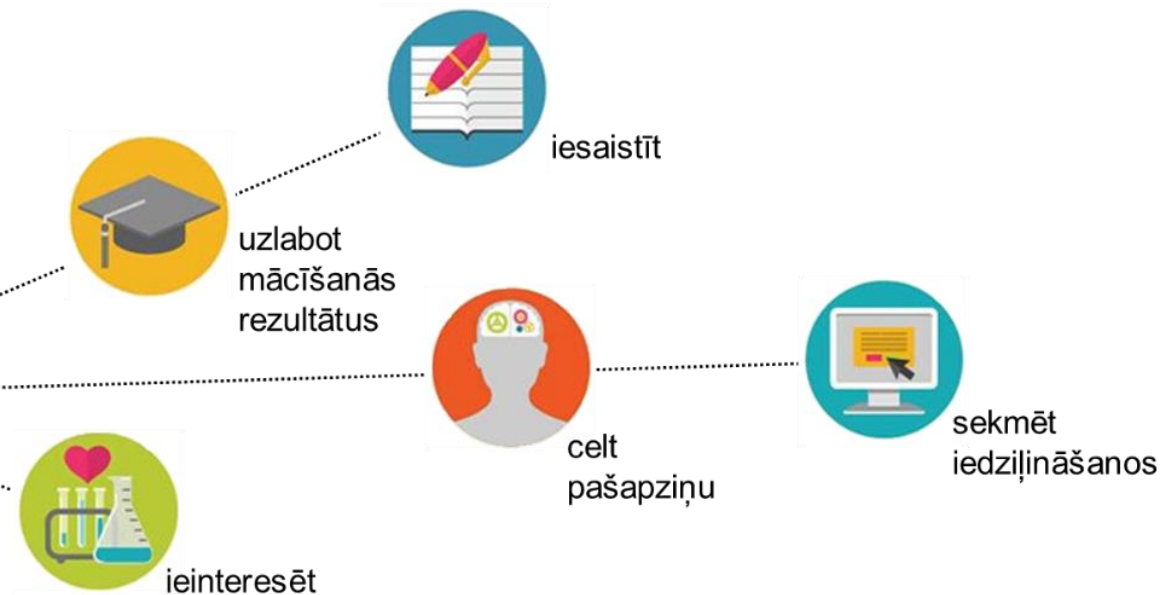 iesaistīt
uzlabot
mācīšanās
rezultātus
celt
pašapziņu
sekmēt
iedziļināšanos
ieinteresēt